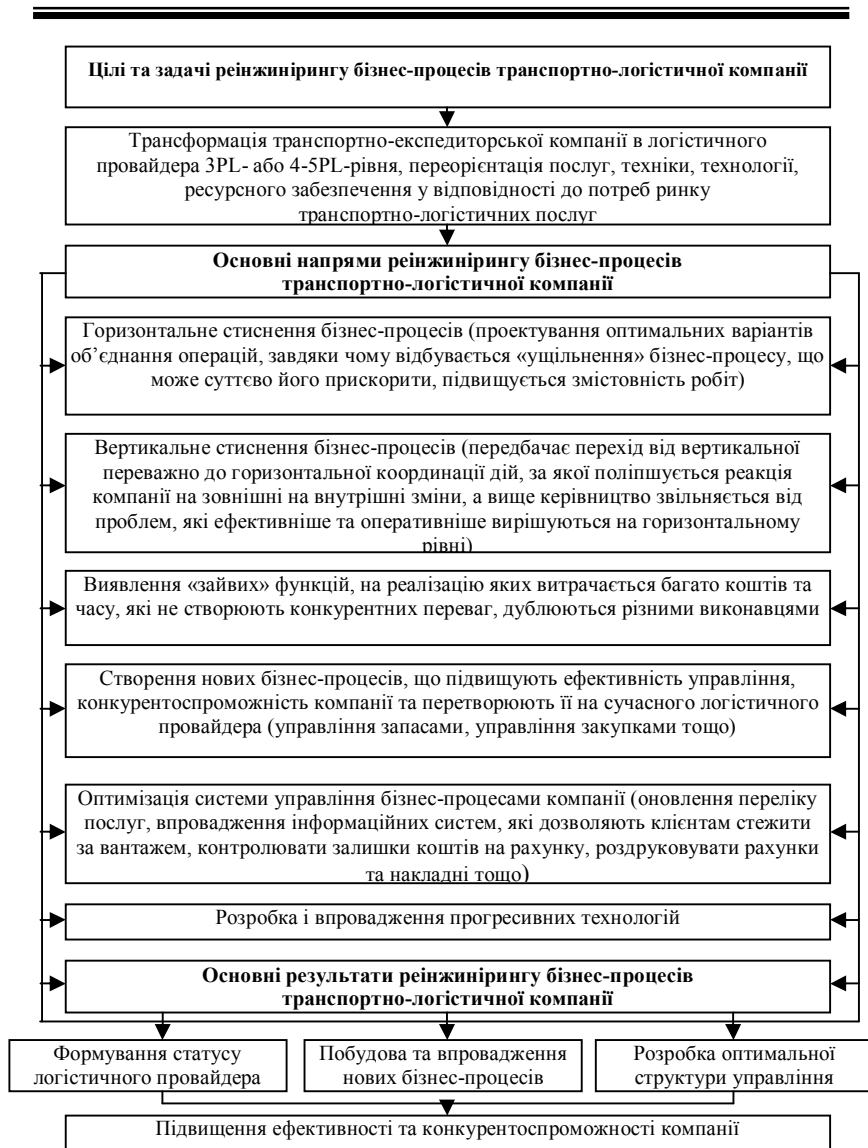 Цілі та задачі реінжинірингу бізнес-процесів транспортно-логістичної компанії
Трансформація транспортно-експедиторської компанії в логістичного
провайдера 3PL- або 4-5PL-рівня, переорієнтація послуг, техніки, технології,
ресурсного забезпечення у відповідності до потреб ринку
транспортно-логістичних послуг
Основні напрями реінжинірингу бізнес-процесів
транспортно-логістичної компанії
Горизонтальне стиснення бізнес-процесів (проектування оптимальних варіантів
об’єднання операцій, завдяки чому відбувається «ущільнення» бізнес-процесу, що
може суттєво його прискорити, підвищується змістовність робіт)
Вертикальне стиснення бізнес-процесів (передбачає перехід від вертикальної
переважно до горизонтальної координації дій, за якої поліпшується реакція
компанії на зовнішні на внутрішні зміни, а вище керівництво звільняється від
проблем, які ефективніше та оперативніше вирішуються на горизонтальному
рівні)
Виявлення «зайвих» функцій, на реалізацію яких витрачається багато коштів та
часу, які не створюють конкурентних переваг, дублюються різними виконавцями
Створення нових бізнес-процесів, що підвищують ефективність управління,
конкурентоспроможність компанії та перетворюють її на сучасного логістичного
провайдера (управління запасами, управління закупками тощо)
Оптимізація системи управління бізнес-процесами компанії (оновлення переліку
послуг, впровадження інформаційних систем, які дозволяють клієнтам стежити
за вантажем, контролювати залишки коштів на рахунку, роздруковувати рахунки
та накладні тощо)
Розробка і впровадження прогресивних технологій
Основні результати реінжинірингу бізнес-процесів
транспортно-логістичної компанії
Формування статусу
логістичного провайдера
Побудова та впровадження
нових бізнес-процесів
Розробка оптимальної
структури управління
Підвищення ефективності та конкурентоспроможності компанії